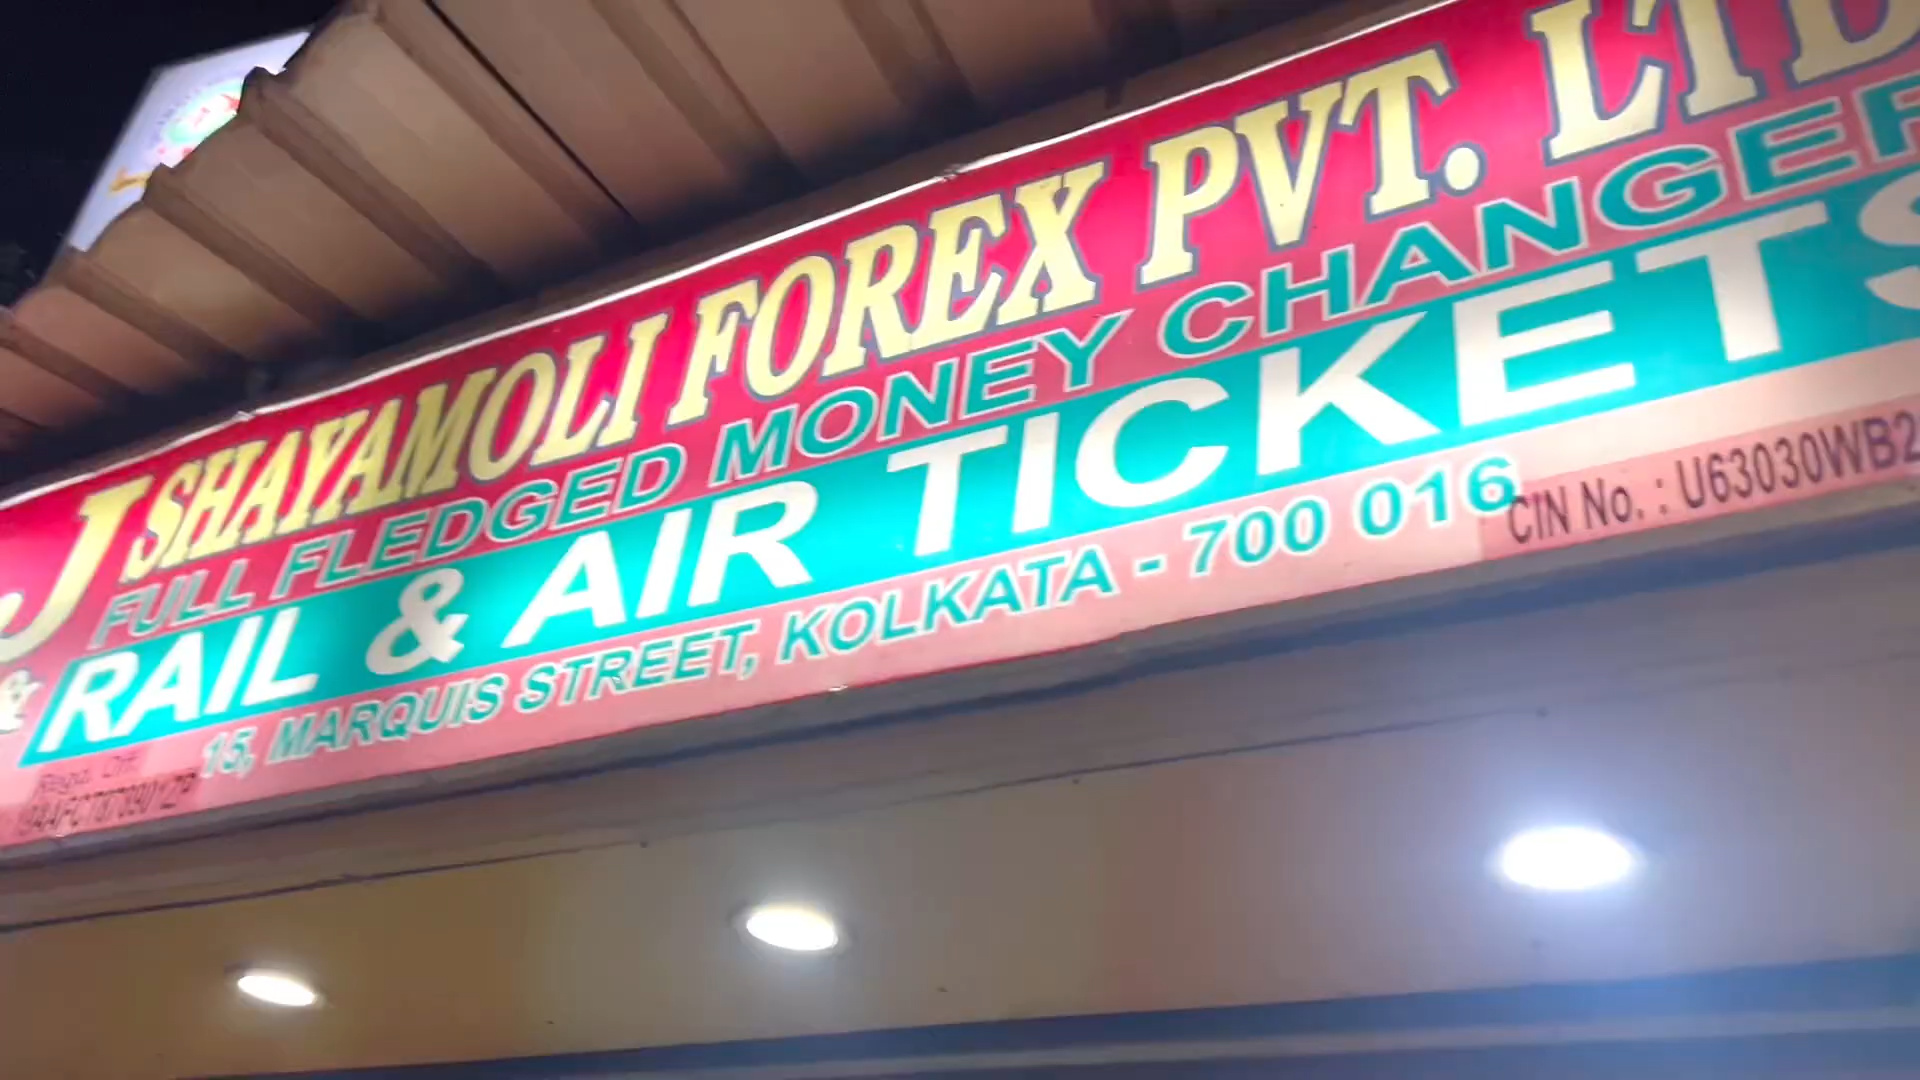 J SHAYAMOLI FOREX PVT. LTD
FULL FLEDGED MONEY CHANGER
& RAIL & AIR TICKETS
15, MARQUIS STREET, KOLKATA - 700 016
CIN No. : U63030WB2